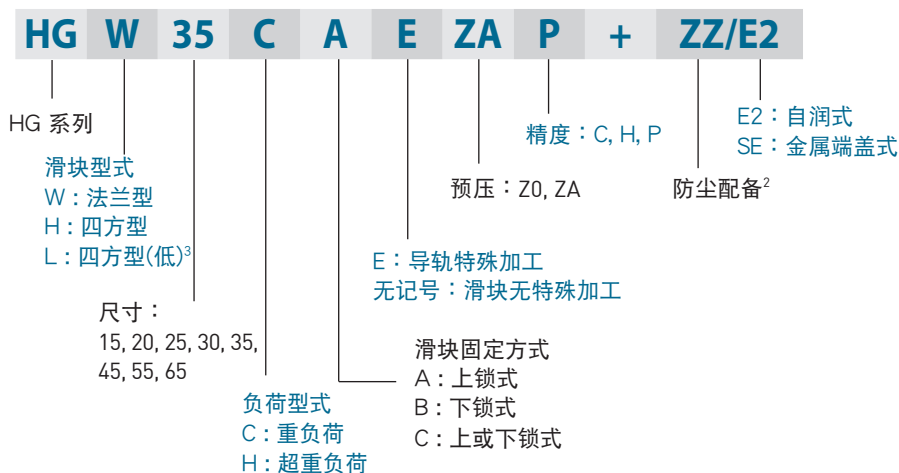 HG W 35 C A E ZA P + ZZ/E2
HG 系列
滑块型式
W：法兰型
H：四方型
L：四方型(低)³
尺寸：
15, 20, 25, 30, 35,
45, 55, 65
负荷型式
C：重负荷
H：超重负荷
滑块固定方式
A：上锁式
B：下锁式
C：上或下锁式
E：导轨特殊加工
无记号：滑块无特殊加工
预压：Z0, ZA
精度：C, H, P
防尘配备²
E2：自润式
SE：金属端盖式